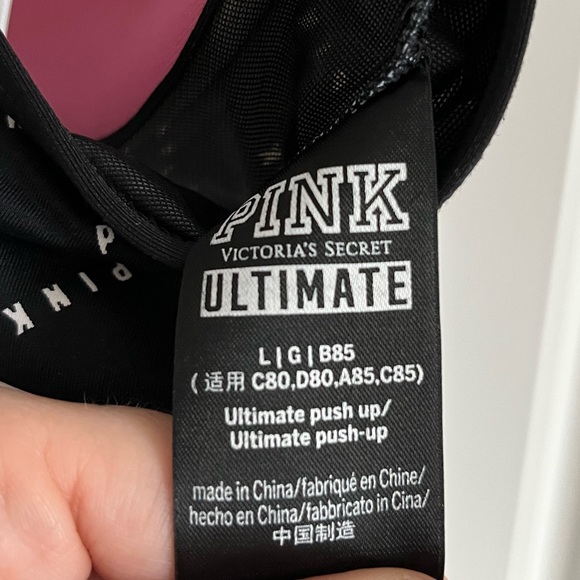 PINK
VICTORIA'S SECRET
ULTIMATE
L | G | B85
( 适用 C80,D80,A85,C85)
Ultimate push up/
Ultimate push-up
made in China/fabriqué en Chine/
hecho en China/fabbricato in Cina/
中国制造
PINK